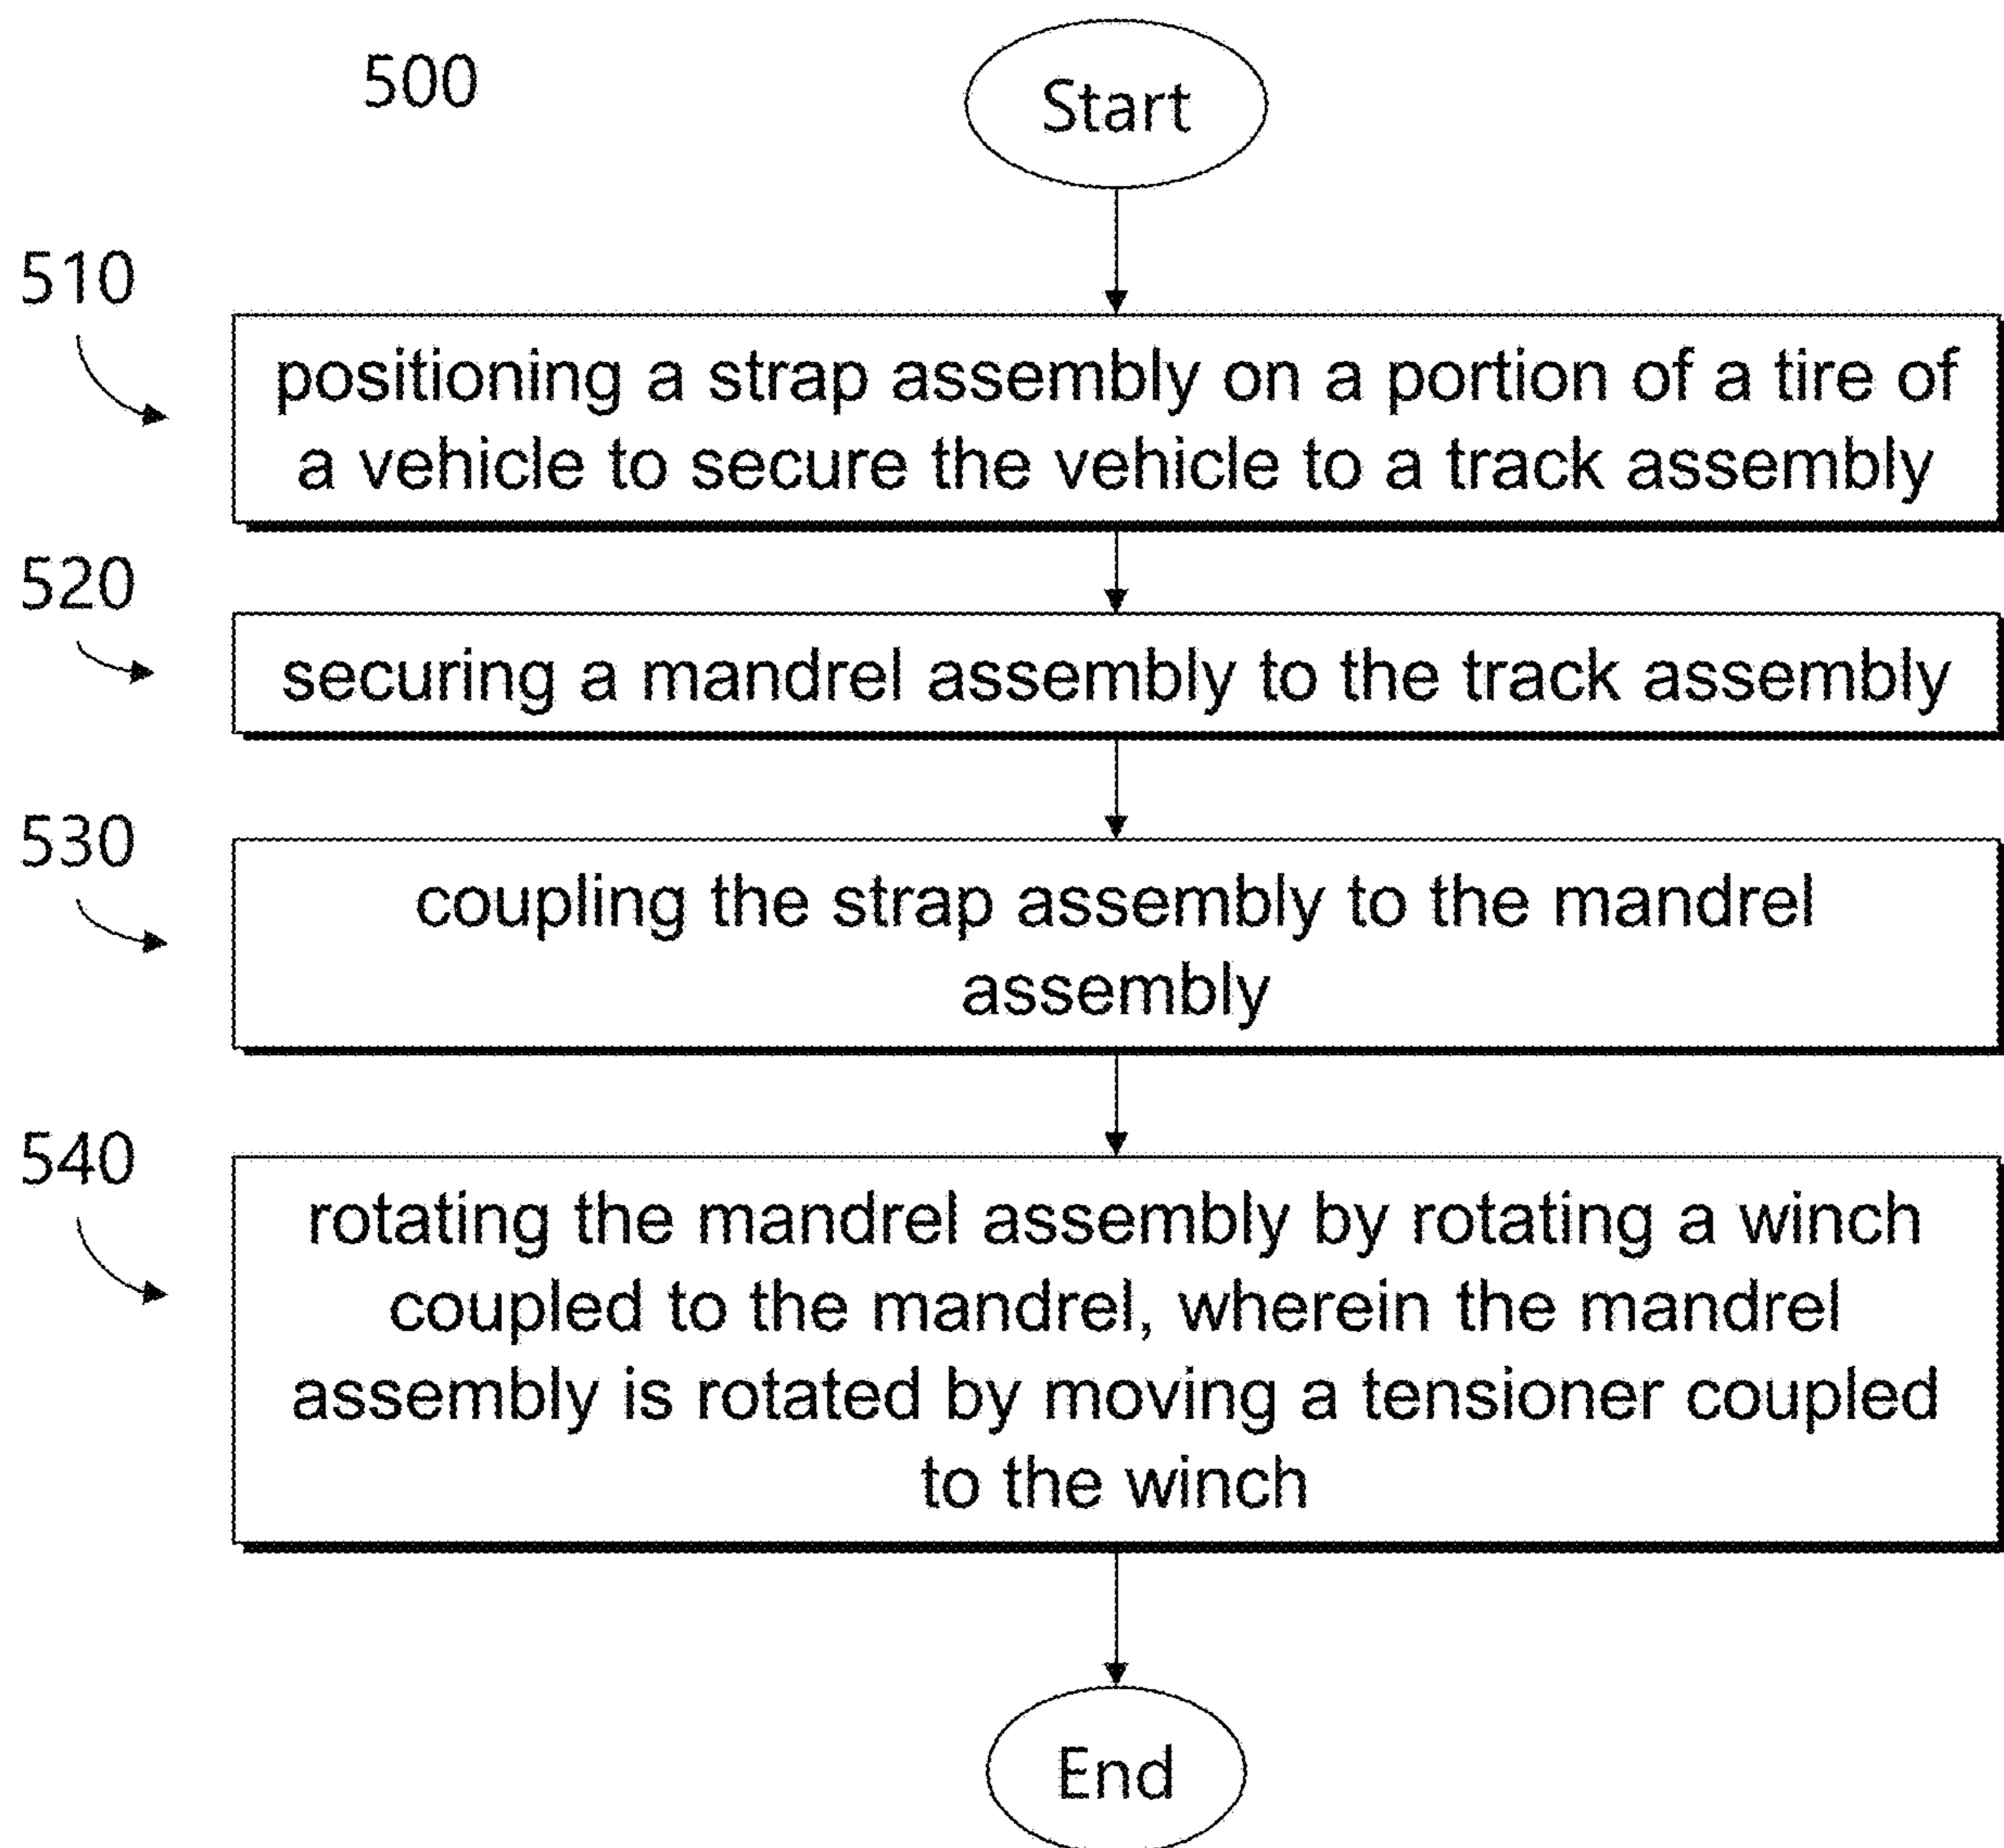 500
Start
510
positioning a strap assembly on a portion of a tire of
a vehicle to secure the vehicle to a track assembly
520
securing a mandrel assembly to the track assembly
530
coupling the strap assembly to the mandrel
assembly
540
rotating the mandrel assembly by rotating a winch
coupled to the mandrel, wherein the mandrel
assembly is rotated by moving a tensioner coupled
to the winch
End